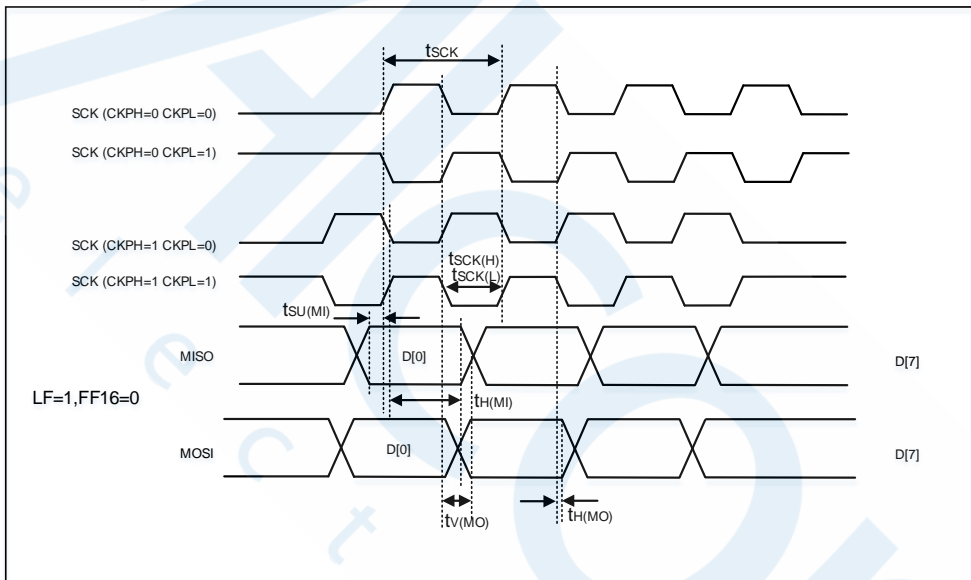 tSCK
SCK (CKPH=0 CKPL=0)
SCK (CKPH=0 CKPL=1)
SCK (CKPH=1 CKPL=0)
tSCK(H)
tSCK(L)
SCK (CKPH=1 CKPL=1)
tSU(MI)
MISO
D[0]
D[7]
LF=1,FF16=0
tH(MI)
MOSI
D[0]
D[7]
tV(MO)
tH(MO)